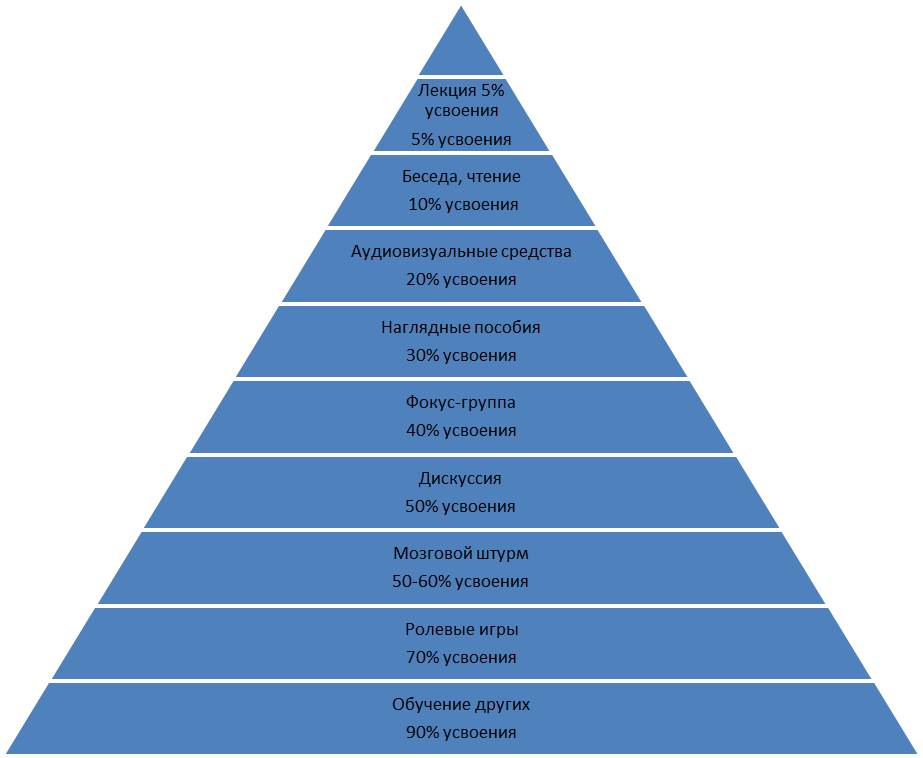 Лекция 5%
усвоения
5% усвоения
Беседа, чтение
10% усвоения
Аудиовизуальные средства
20% усвоения
Наглядные пособия
30% усвоения
Фокус-группа
40% усвоения
Дискуссия
50% усвоения
Мозговой штурм
50-60% усвоения
Ролевые игры
70% усвоения
Обучение других
90% усвоения